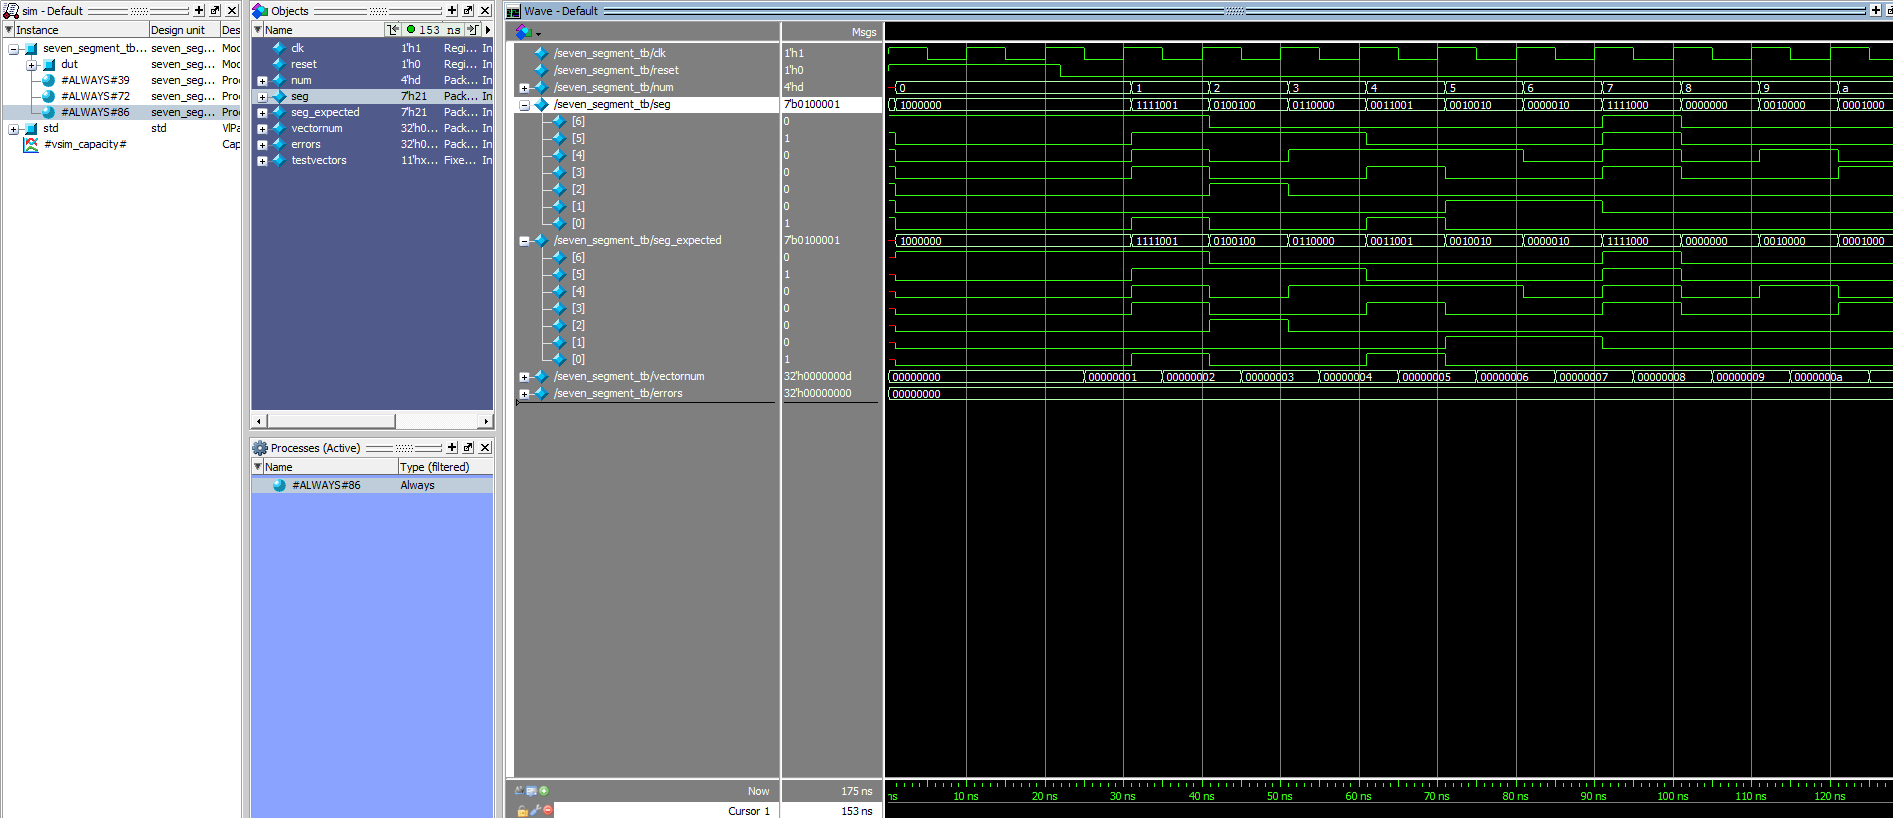 sim - Default
Instance Design unit De
seven_segment_tb... seven_seg... Moc
dut seven_seg... Moc
#ALWAYS#39 seven_seg... Pro
#ALWAYS#72 seven_seg... Pro
#ALWAYS#86 seven_seg... Pro
std std VlPa
#vsim_capacity# Cap
Objects
Name 153 ns
clk 1'h1 Regi... In
reset 1'h0 Regi... In
num 4'hd Pack... In
seg 7'h21 Pack... In
seg_expected 7'h21 Pack... In
vectornum 32'h0... Pack... In
errors 32'h0... Pack... In
testvectors 11'hx... Fixe... In
Processes (Active)
Name Type (filtered)
#ALWAYS#86 Always
Wave - Default
Msgs
/seven_segment_tb/clk 1'h1
/seven_segment_tb/reset 1'h0
/seven_segment_tb/num 4'hd 0 1 2 3 4 5 6 7 8 9 a
/seven_segment_tb/seg 7'b0100001 1000000 1111001 0100100 0110000 0011001 0010010 0000010 1111000 0000000 0010000 0001000
[6] 0
[5] 1
[4] 0
[3] 0
[2] 0
[1] 0
[0] 1
/seven_segment_tb/seg_expected 7'b0100001 1000000 1111001 0100100 0110000 0011001 0010010 0000010 1111000 0000000 0010000 0001000
[6] 0
[5] 1
[4] 0
[3] 0
[2] 0
[1] 0
[0] 1
/seven_segment_tb/vectornum 32'h0000000d 00000000 00000001 00000002 00000003 00000004 00000005 00000006 00000007 00000008 00000009 0000000a
/seven_segment_tb/errors 32'h00000000 00000000
Now 175 ns ns 10 ns 20 ns 30 ns 40 ns 50 ns 60 ns 70 ns 80 ns 90 ns 100 ns 110 ns 120 ns
Cursor 1 153 ns